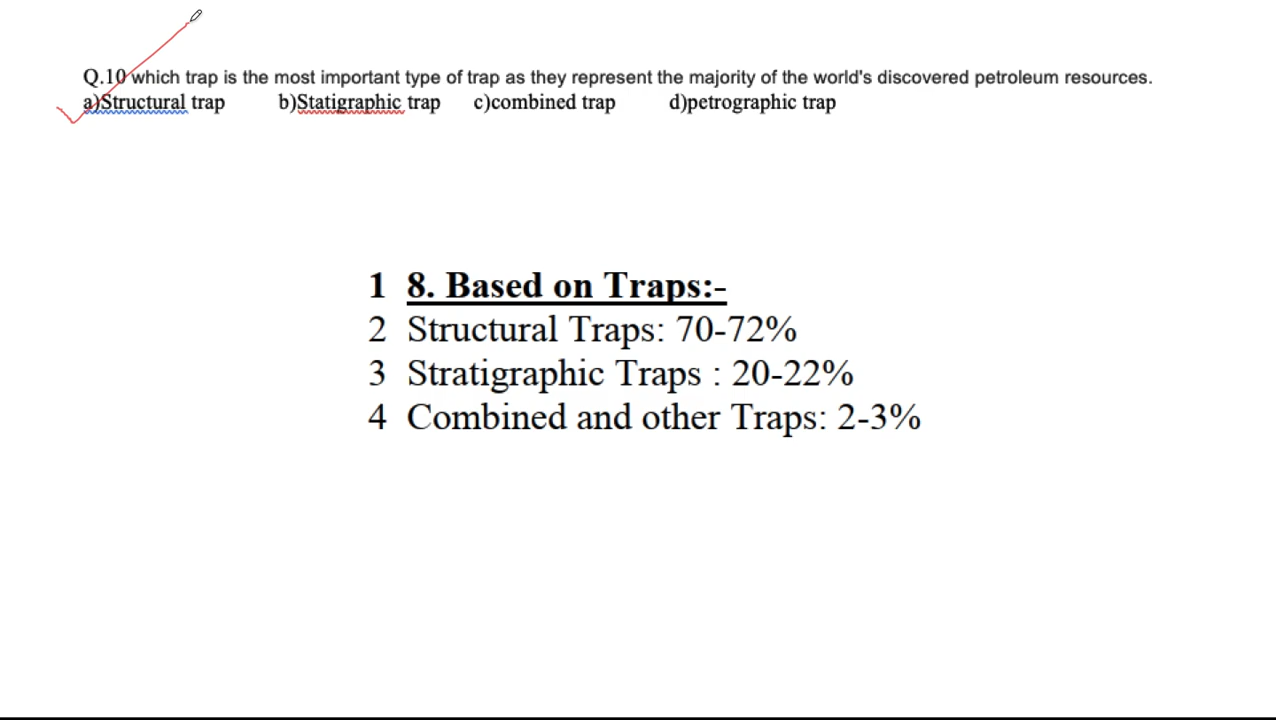 Q.10 which trap is the most important type of trap as they represent the majority of the world's discovered petroleum resources.
a)Structural trap b)Statigraphic trap c)combined trap d)petrographic trap
1 8. Based on Traps:-
2 Structural Traps: 70-72%
3 Stratigraphic Traps : 20-22%
4 Combined and other Traps: 2-3%